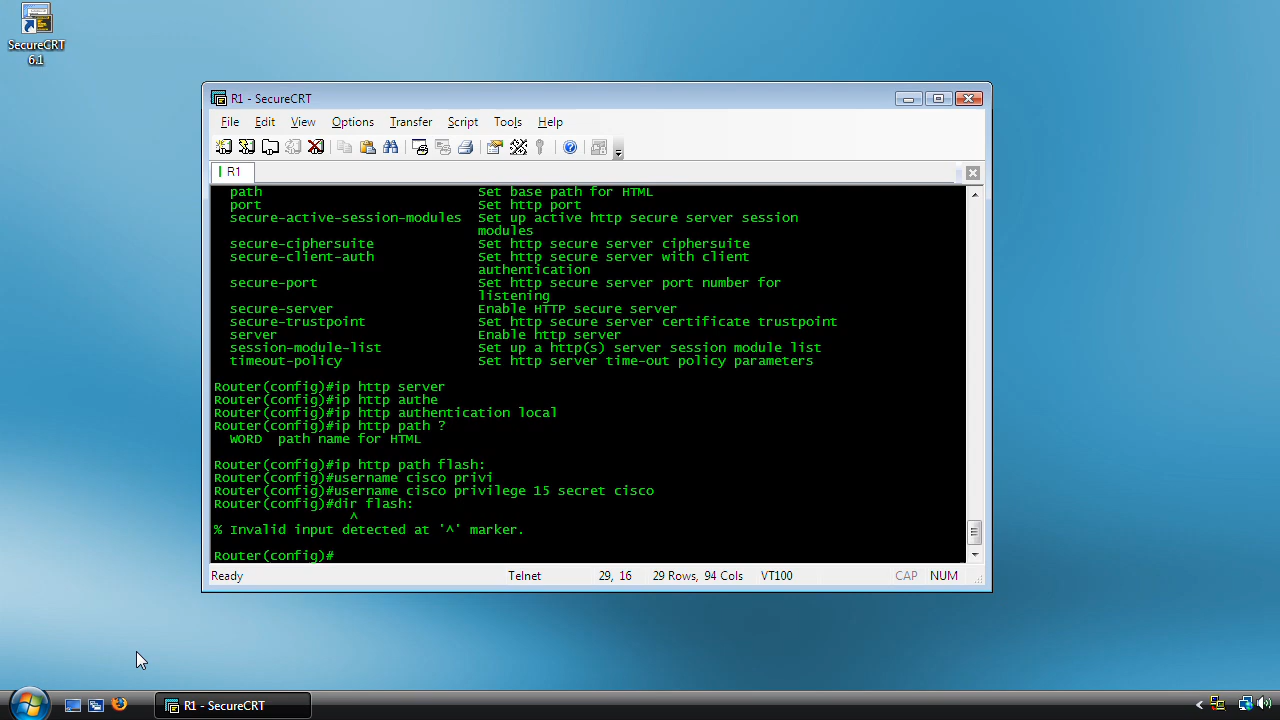 SecureCRT
6.1
R1 - SecureCRT
File Edit View Options Transfer Script Tools Help
R1
path Set base path for HTML
port Set http port
secure-active-session-modules Set up active http secure server session
modules
secure-ciphersuite Set http secure server ciphersuite
secure-client-auth Set http secure server with client
authentication
secure-port Set http secure server port number for
listening
secure-server Enable HTTP secure server
secure-trustpoint Set http secure server certificate trustpoint
server Enable http server
session-module-list Set up a http(s) server session module list
timeout-policy Set http server time-out policy parameters
Router(config)#ip http server
Router(config)#ip http authe
Router(config)#ip http authentication local
Router(config)#ip http path ?
WORD path name for HTML
Router(config)#ip http path flash:
Router(config)#username cisco privi
Router(config)#username cisco privilege 15 secret cisco
Router(config)#dir flash:
^
% Invalid input detected at '^' marker.
Router(config)#
Ready Telnet 29, 16 29 Rows, 94 Cols VT100 CAP NUM
R1 - SecureCRT